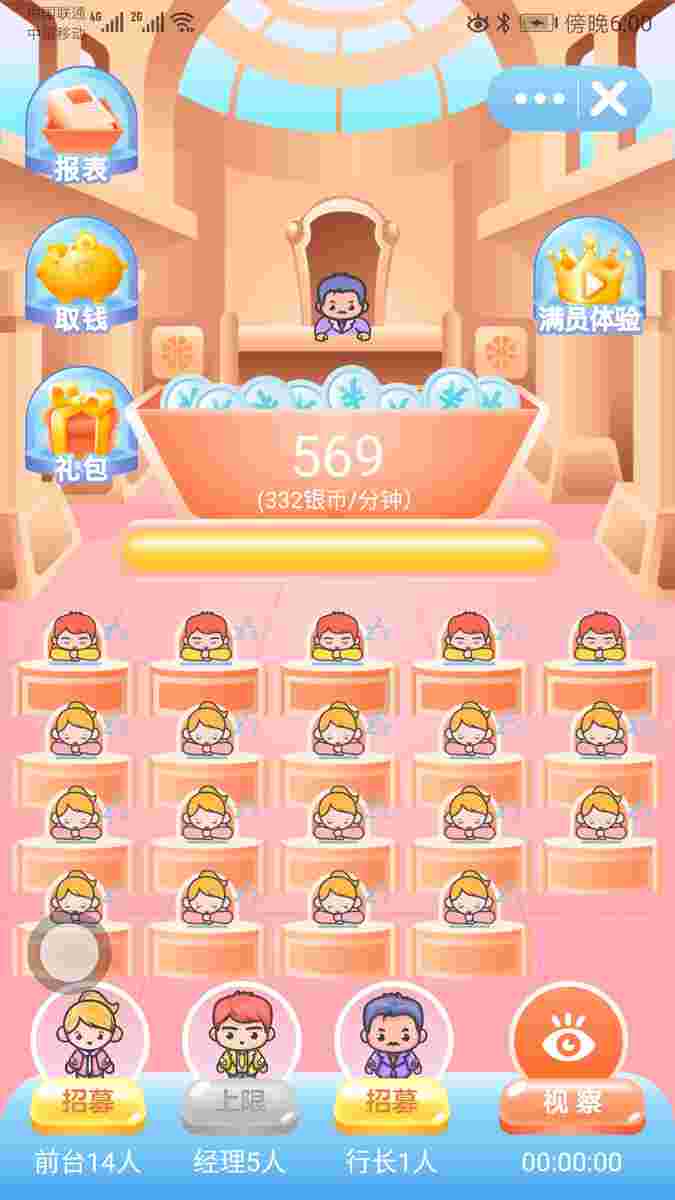 中国联通 4G 2G 傍晚6:00
中国移动
报表
取钱
满员体验
礼包
569
(332银币/分钟)
招募 上限 招募 视察
前台14人 经理5人 行长1人 00:00:00